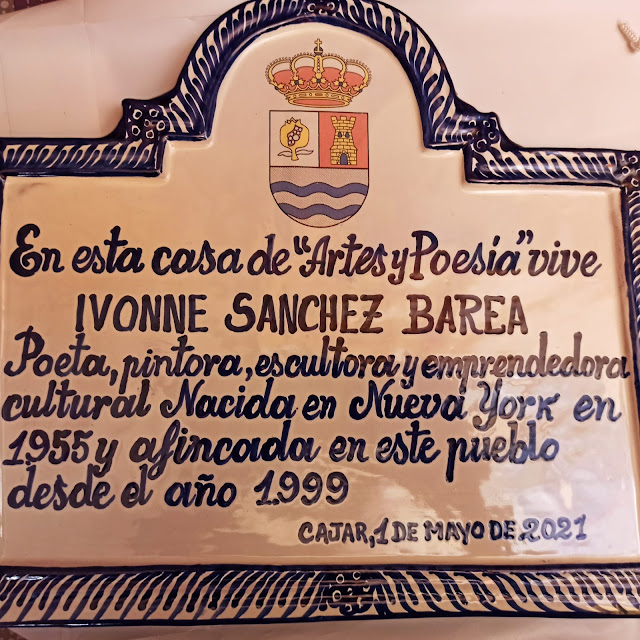 En esta casa de "Artes y Poesía" vive
IVONNE SANCHEZ BAREA
Poeta, pintora, escultora y emprendedora
cultural Nacida en Nueva York en
1955 y afincada en este pueblo
desde el año 1999
CAJAR, 1 DE MAYO DE 2021